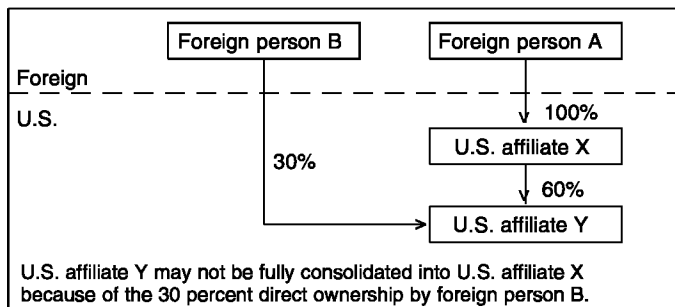 Foreign person B
Foreign person A
Foreign
U.S.
100%
U.S. affiliate X
30%
60%
U.S. affiliate Y
U.S. affiliate Y may not be fully consolidated into U.S. affiliate X
because of the 30 percent direct ownership by foreign person B.